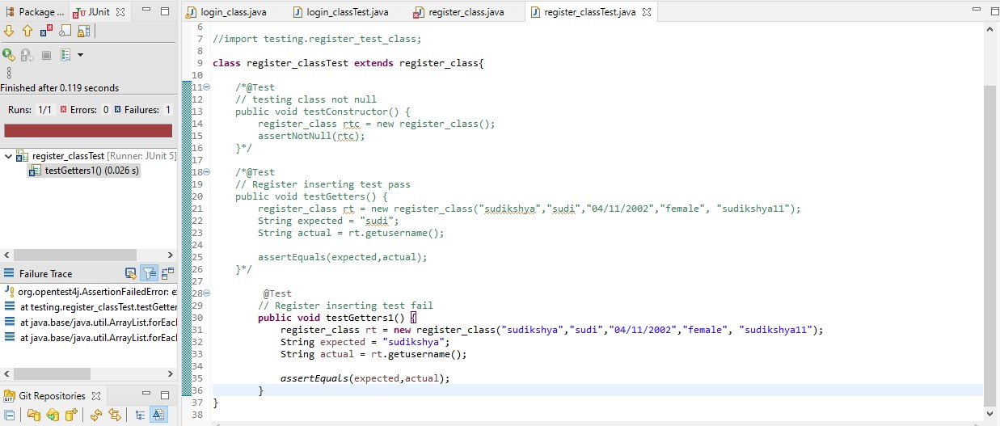 Package ...
JUnit
Finished after 0.119 seconds
Runs: 1/1 Errors: 0 Failures: 1
register_classTest [Runner: JUnit 5]
testGetters1() (0.026 s)
Failure Trace
org.opentest4j.AssertionFailedError: e
at testing.register_classTest.testGetter
at java.base/java.util.ArrayList.forEacl
at java.base/java.util.ArrayList.forEacl
Git Repositories
login_class.java
login_classTest.java
register_class.java
register_classTest.java
6
7 //import testing.register_test_class;
8
9 class register_classTest extends register_class{
10
11 /*@Test
12 // testing class not null
13 public void testConstructor() {
14 register_class rtc = new register_class();
15 assertNotNull(rtc);
16 }*/
17
18 /*@Test
19 // Register inserting test pass
20 public void testGetters() {
21 register_class rt = new register_class("sudikshya","sudi","04/11/2002","female", "sudikshya11");
22 String expected = "sudi";
23 String actual = rt.getusername();
24
25 assertEquals(expected,actual);
26 }*/
27
28 @Test
29 // Register inserting test fail
30 public void testGetters1() {
31 register_class rt = new register_class("sudikshya","sudi","04/11/2002","female", "sudikshya11");
32 String expected = "sudikshya";
33 String actual = rt.getusername();
34
35 assertEquals(expected,actual);
36 }
37 }
38